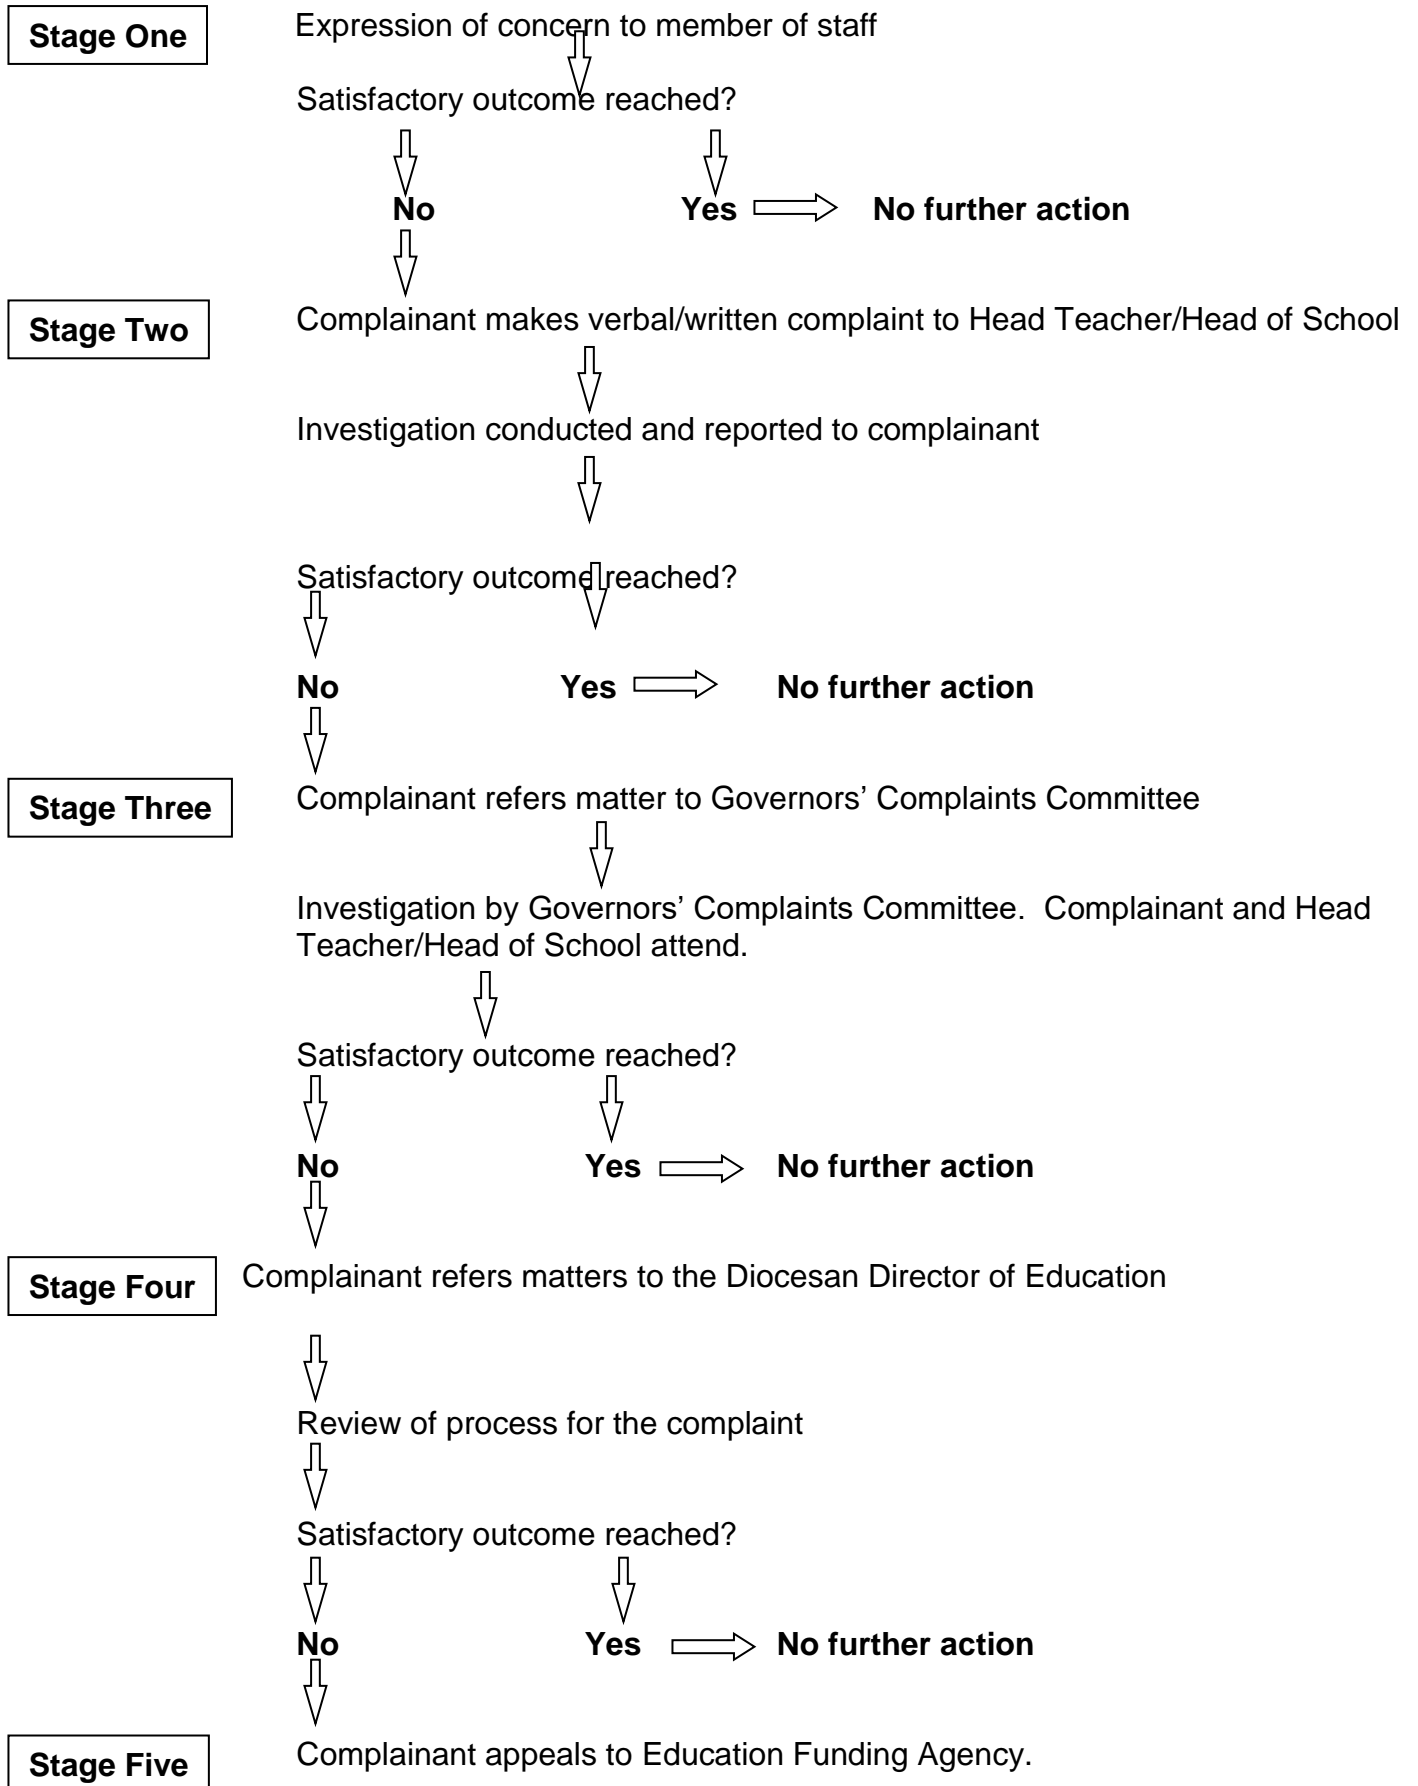 Stage One
Expression of concern to member of staff
Satisfactory outcome reached?
No
Yes
No further action
Stage Two
Complainant makes verbal/written complaint to Head Teacher/Head of School
Investigation conducted and reported to complainant
Satisfactory outcome reached?
No
Yes
No further action
Stage Three
Complainant refers matter to Governors’ Complaints Committee
Investigation by Governors’ Complaints Committee.  Complainant and Head
Teacher/Head of School attend.
Satisfactory outcome reached?
No
Yes
No further action
Stage Four
Complainant refers matters to the Diocesan Director of Education
Review of process for the complaint
Satisfactory outcome reached?
No
Yes
No further action
Stage Five
Complainant appeals to Education Funding Agency.